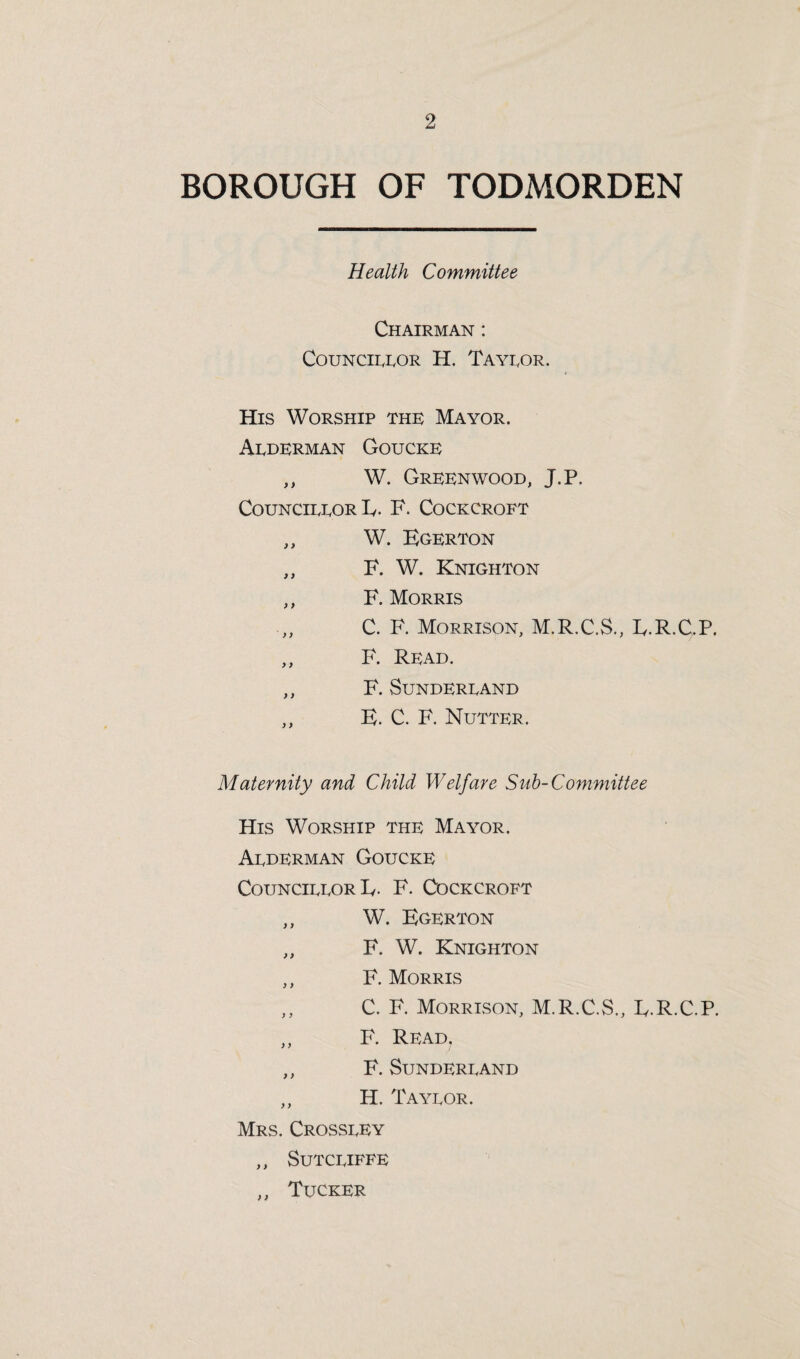 2
BOROUGH OF TODMORDEN
Health Committee
Chairman :
Councillor H. Taylor.
His Worship the Mayor.
Alderman Goucke
,, W. Greenwood, J.P.
Councillor L. F. Cockcroft
,, W. Egerton
,, F. W. Knighton
,, F. Morris
,, C. F. Morrison, M.R.C.S., L.R.C.P.
,, F. Read.
,, F. Sunderland
,, E. C. F. Nutter.
Maternity and Child Welfare Sub-Committee
His Worship the Mayor.
Alderman Goucke
Councillor L. F. Cockcroft
,, W. Egerton
,, F. W. Knighton
,, F. Morris
,, C. F. Morrison, M.R.C.S., L.R.C.P.
,, F. Read.
,, F. Sunderland
,, H. Taylor.
Mrs. Crossley
,, Sutcliffe
,, Tucker